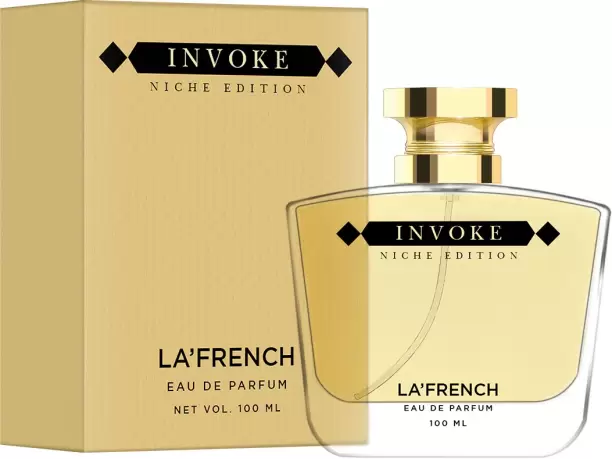 INVOKE
NICHE EDITION
LA'FRENCH
EAU DE PARFUM
NET VOL. 100 ML
INVOKE
NICHE EDITION
LA'FRENCH
EAU DE PARFUM
100 ML